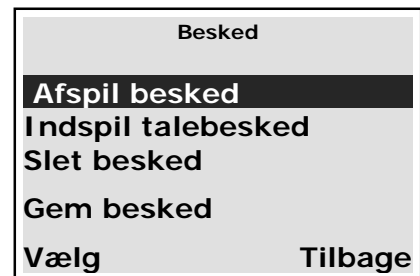 Besked
Afspil besked
Indspil talebesked
Slet besked
Gem besked
Vælg Tilbage